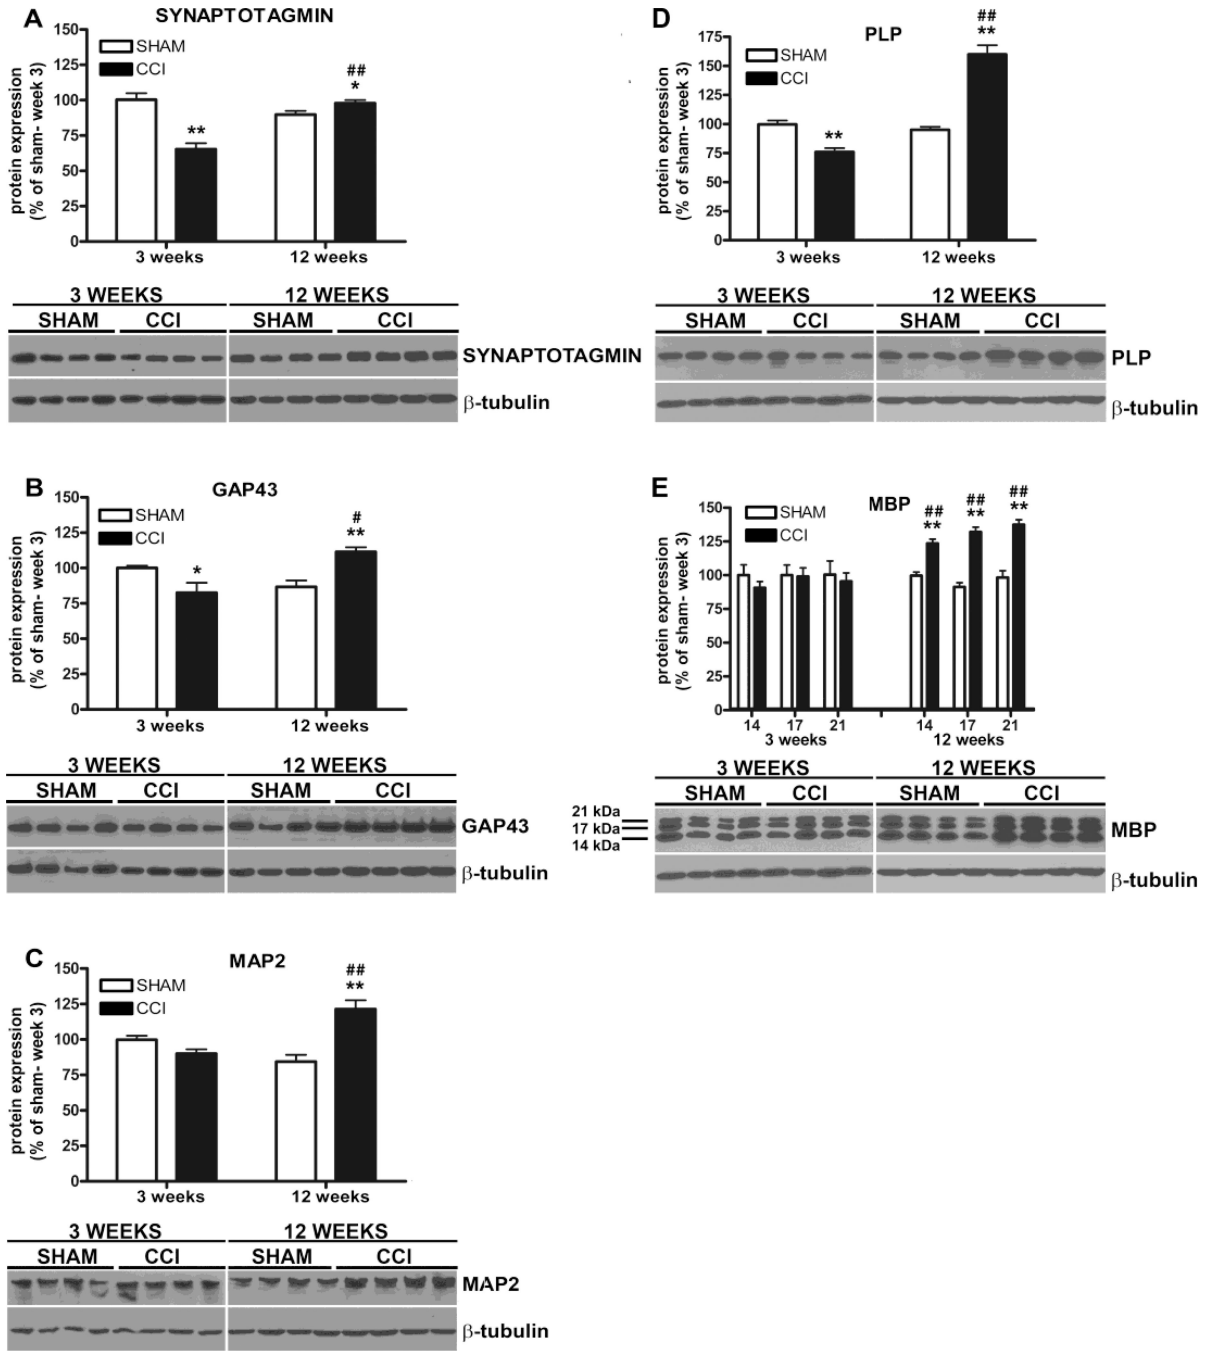 A
SYNAPTOTAGMIN
protein expression
(% of sham- week 3)
150
125
100
75
50
25
0
SHAM
CCI
**
##
*
3 weeks
12 weeks
3 WEEKS
12 WEEKS
SHAM
CCI
SHAM
CCI
SYNAPTOTAGMIN
β-tubulin
B
GAP43
protein expression
(% of sham- week 3)
150
125
100
75
50
25
0
SHAM
CCI
*
#
**
3 weeks
12 weeks
3 WEEKS
12 WEEKS
SHAM
CCI
SHAM
CCI
GAP43
β-tubulin
C
MAP2
protein expression
(% of sham- week 3)
150
125
100
75
50
25
0
SHAM
CCI
##
**
3 weeks
12 weeks
3 WEEKS
12 WEEKS
SHAM
CCI
SHAM
CCI
MAP2
β-tubulin
D
PLP
protein expression
(% of sham- week 3)
175
150
125
100
75
50
25
0
SHAM
CCI
**
##
**
3 weeks
12 weeks
3 WEEKS
12 WEEKS
SHAM
CCI
SHAM
CCI
PLP
β-tubulin
E
MBP
protein expression
(% of sham- week 3)
150
125
100
75
50
25
0
SHAM
CCI
##
**
##
**
##
**
14
17
21
14
17
21
3 weeks
12 weeks
3 WEEKS
12 WEEKS
SHAM
CCI
SHAM
CCI
21 kDa
17 kDa
14 kDa
MBP
β-tubulin